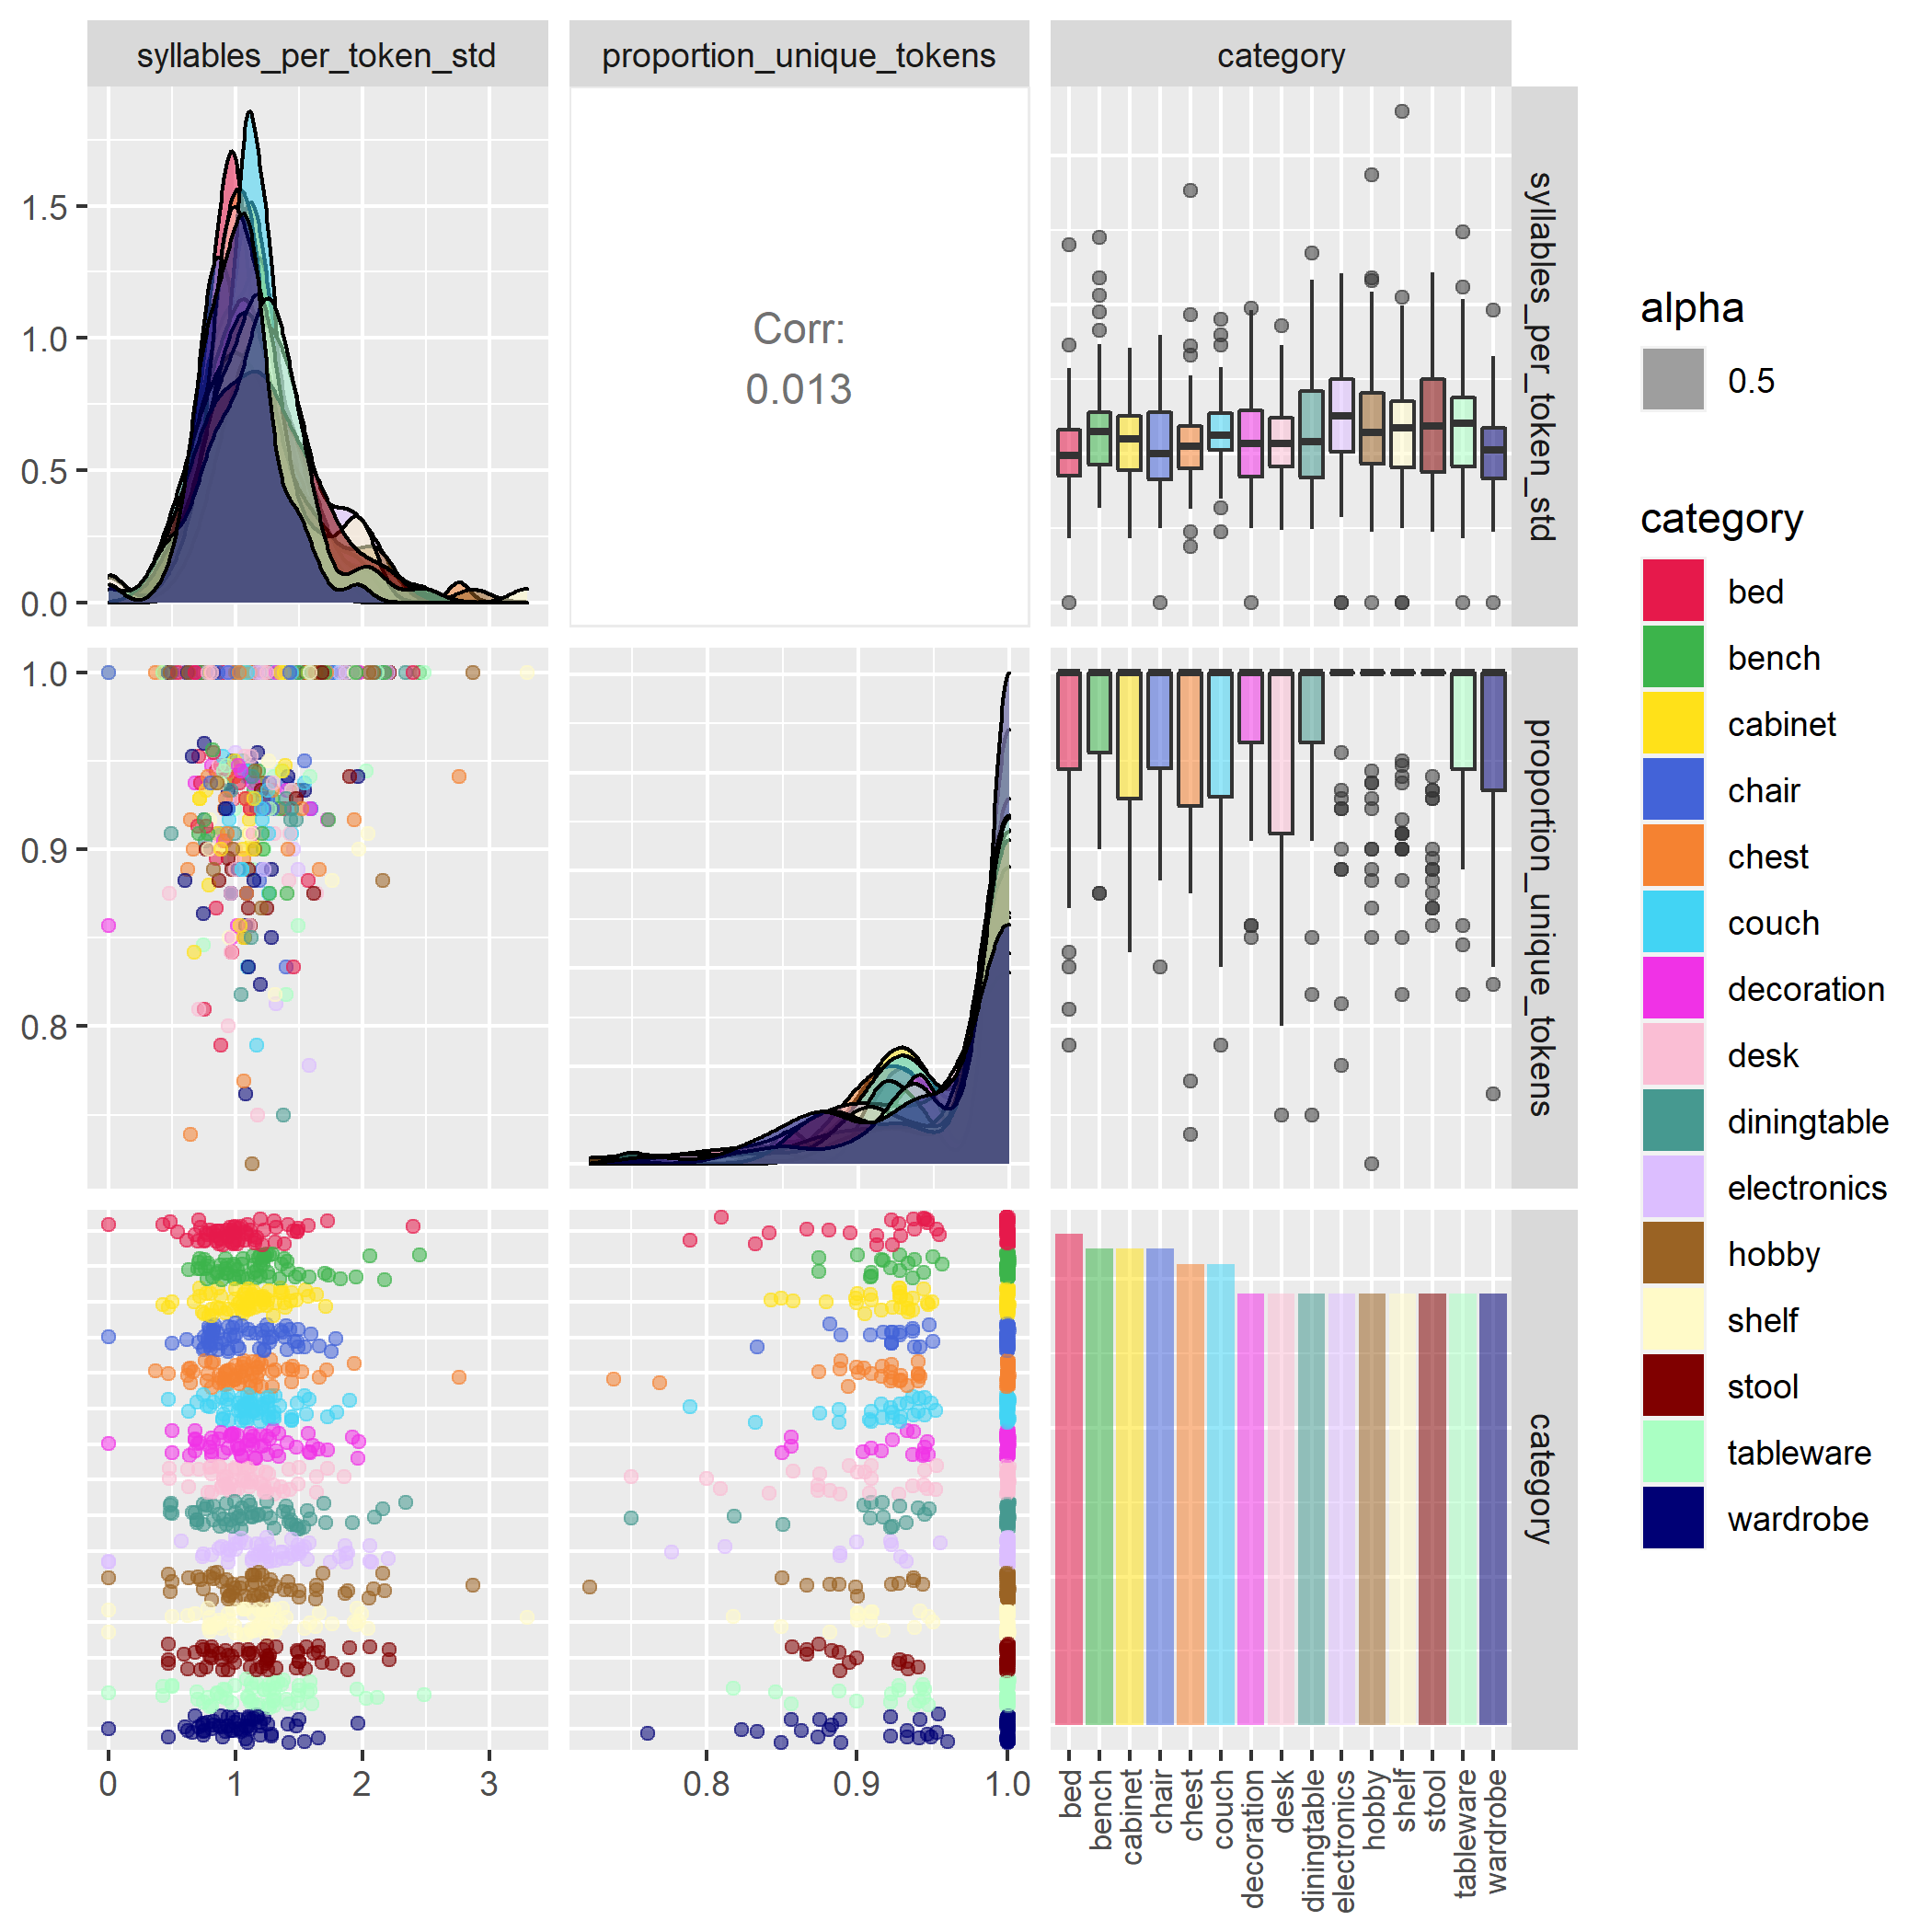 syllables_per_token_std
proportion_unique_tokens
category
1.5
1.0
0.5
0.0
Corr:
0.013
syllables_per_token_std
1.0
0.9
0.8
proportion_unique_tokens
category
0
1
2
3
0.8
0.9
1.0
bed
bench
cabinet
chair
chest
couch
decoration
desk
diningtable
electronics
hobby
shelf
stool
tableware
wardrobe
alpha
0.5
category
bed
bench
cabinet
chair
chest
couch
decoration
desk
diningtable
electronics
hobby
shelf
stool
tableware
wardrobe